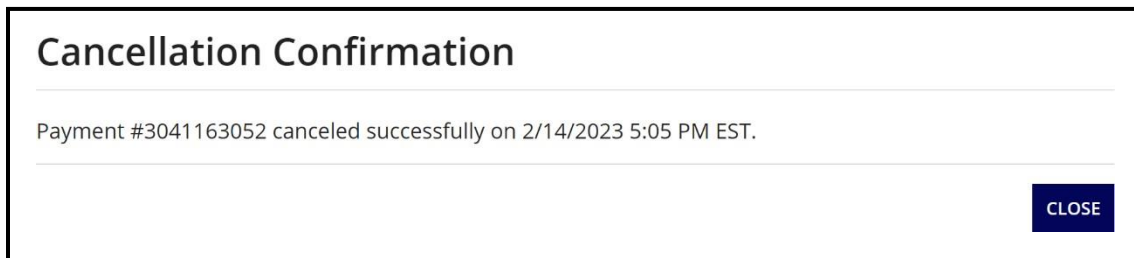 Cancellation Confirmation
Payment #3041163052 canceled successfully on 2/14/2023 5:05 PM EST.
CLOSE